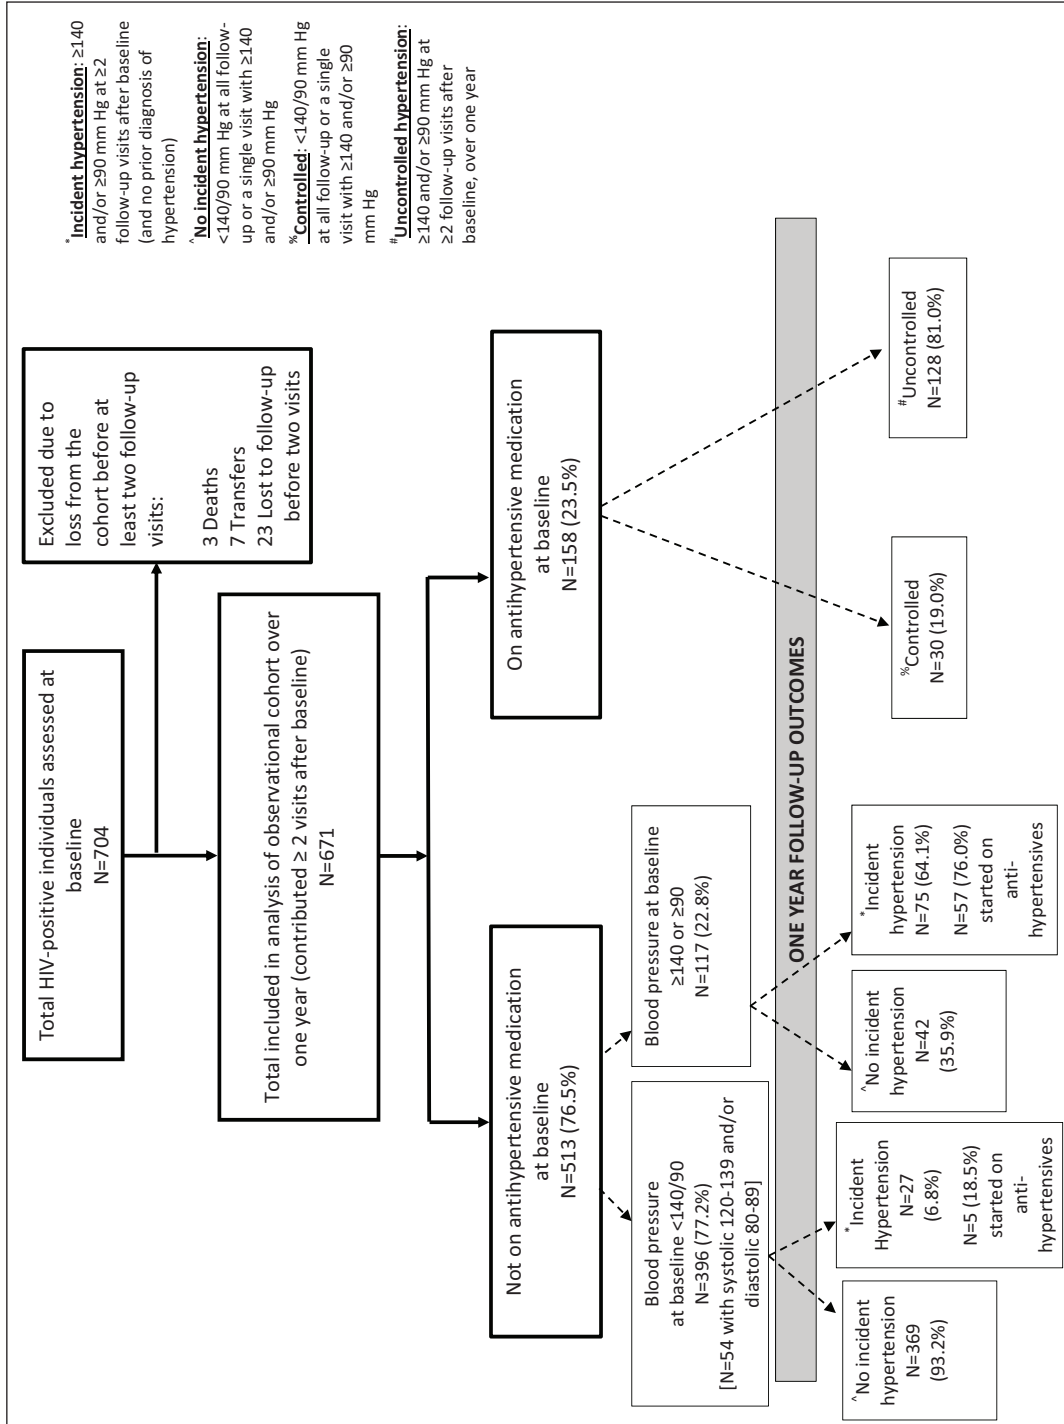 Total HIV-positive individuals assessed at
baseline
N=704
Excluded due to
loss from the
cohort before at
least two follow-up
visits:
3 Deaths
7 Transfers
23 Lost to follow-up
before two visits
Total included in analysis of observational cohort over
one year (contributed ≥ 2 visits after baseline)
N=671
Not on antihypertensive medication
at baseline
N=513 (76.5%)
On antihypertensive medication
at baseline
N=158 (23.5%)
Blood pressure
at baseline <140/90
N=396 (77.2%)
[N=54 with systolic 120-139 and/or
diastolic 80-89]
Blood pressure at baseline
≥140 or ≥90
N=117 (22.8%)
ONE YEAR FOLLOW-UP OUTCOMES
^No incident
hypertension
N=369
(93.2%)
*Incident
Hypertension
N=27
(6.8%)
N=5 (18.5%)
started on
anti-
hypertensives
^No incident
hypertension
N=42
(35.9%)
*Incident
hypertension
N=75 (64.1%)
N=57 (76.0%)
started on
anti-
hypertensives
%Controlled
N=30 (19.0%)
#Uncontrolled
N=128 (81.0%)
*Incident hypertension: ≥140
and/or ≥90 mm Hg at ≥2
follow-up visits after baseline
(and no prior diagnosis of
hypertension)
^No incident hypertension:
<140/90 mm Hg at all follow-
up or a single visit with ≥140
and/or ≥90 mm Hg
%Controlled: <140/90 mm Hg
at all follow-up or a single
visit with ≥140 and/or ≥90
mm Hg
#Uncontrolled hypertension:
≥140 and/or ≥90 mm Hg at
≥2 follow-up visits after
baseline, over one year